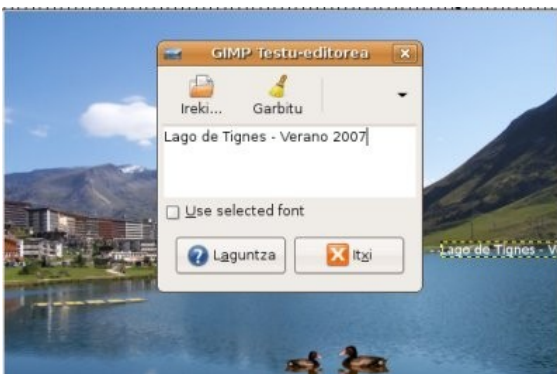 GIMP Testu-editorea
Ireki... Garbitu
Lago de Tignes - Verano 2007
Use selected font
Laguntza Itxi
Lago de Tignes - V